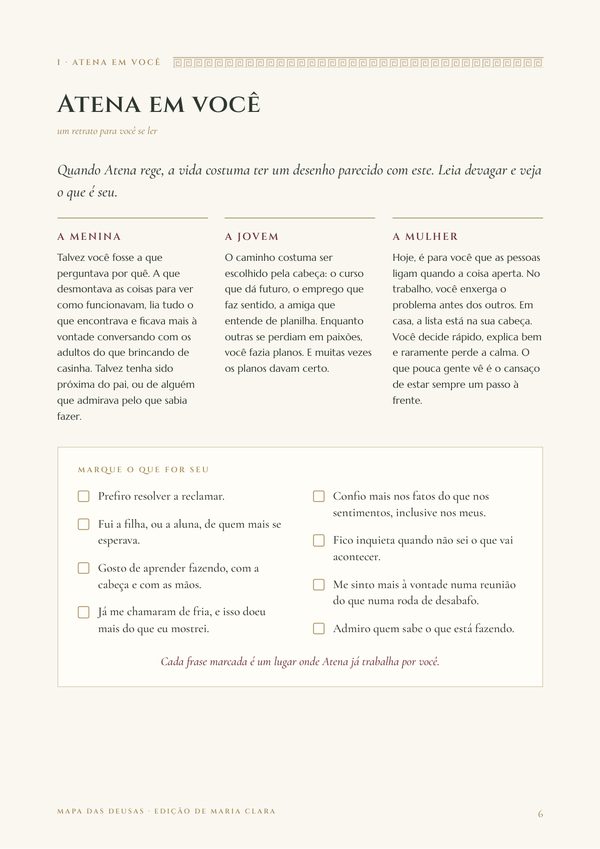 I · ATENA EM VOCÊ
ATENA EM VOCÊ
um retrato para você se ler
Quando Atena rege, a vida costuma ter um desenho parecido com este. Leia devagar e veja
o que é seu.
A MENINA
Talvez você fosse a que
perguntava por quê. A que
desmontava as coisas para ver
como funcionavam, lia tudo o
que encontrava e ficava mais à
vontade conversando com os
adultos do que brincando de
casinha. Talvez tenha sido
próxima do pai, ou de alguém
que admirava pelo que sabia
fazer.
A JOVEM
O caminho costuma ser
escolhido pela cabeça: o curso
que dá futuro, o emprego que
faz sentido, a amiga que
entende de planilha. Enquanto
outras se perdiam em paixões,
você fazia planos. E muitas vezes
os planos davam certo.
A MULHER
Hoje, é para você que as pessoas
ligam quando a coisa aperta. No
trabalho, você enxerga o
problema antes dos outros. Em
casa, a lista está na sua cabeça.
Você decide rápido, explica bem
e raramente perde a calma. O
que pouca gente vê é o cansaço
de estar sempre um passo à
frente.
MARQUE O QUE FOR SEU
Prefiro resolver a reclamar.
Fui a filha, ou a aluna, de quem mais se
esperava.
Gosto de aprender fazendo, com a
cabeça e com as mãos.
Já me chamaram de fria, e isso doeu
mais do que eu mostrei.
Confio mais nos fatos do que nos
sentimentos, inclusive nos meus.
Fico inquieta quando não sei o que vai
acontecer.
Me sinto mais à vontade numa reunião
do que numa roda de desabafo.
Admiro quem sabe o que está fazendo.
Cada frase marcada é um lugar onde Atena já trabalha por você.
MAPA DAS DEUSAS · EDIÇÃO DE MARIA CLARA
6